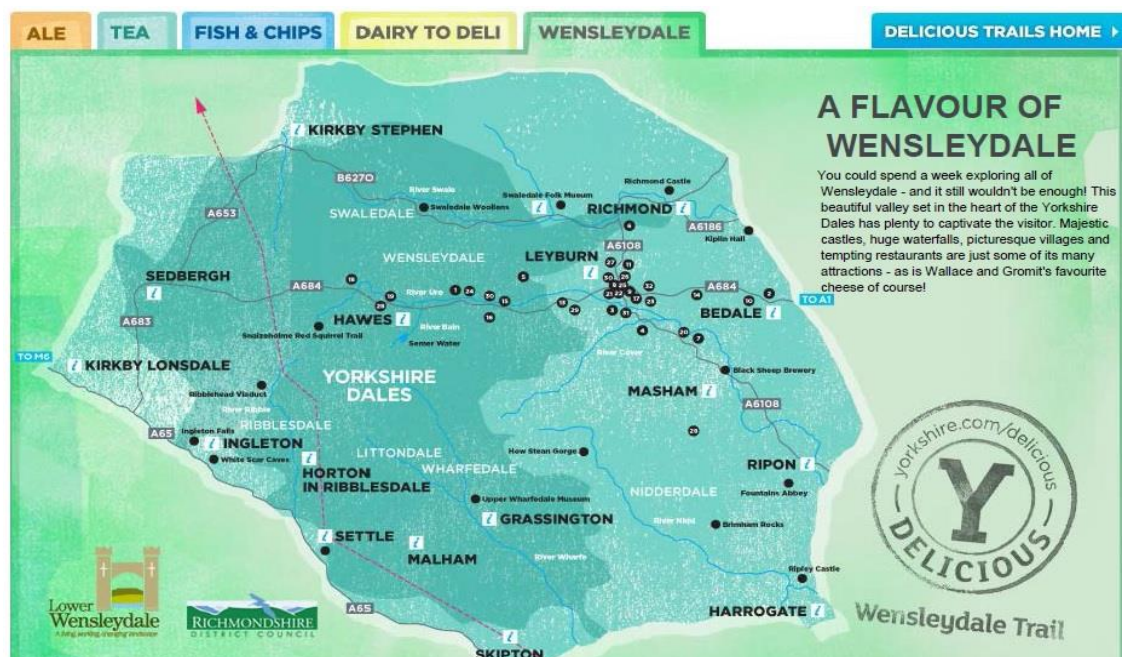 ALE
TEA
FISH & CHIPS
DAIRY TO DELI
WENSLEYDALE
DELICIOUS TRAILS HOME
A FLAVOUR OF
WENSLEYDALE
You could spend a week exploring all of
Wensleydale - and it still wouldn't be enough! This
beautiful valley set in the heart of the Yorkshire
Dales has plenty to captivate the visitor. Majestic
castles, huge waterfalls, picturesque villages and
tempting restaurants are just some of its many
attractions - as is Wallace and Gromit's favourite
cheese of course!
KIRKBY STEPHEN
B6270
River Swale
Swaledale Folk Museum
Richmond Castle
A653
SWALEDALE
Swaledale Woollens
RICHMOND
A6108
A6186
Kiplin Hall
WENSLEYDALE
LEYBURN
SEDBERGH
A684
River Ure
A684
TO A1
HAWES
River Bain
BEDALE
Snaizeholme Red Squirrel Trail
Semer Water
A683
TO M6
KIRKBY LONSDALE
River Cover
Black Sheep Brewery
YORKSHIRE
DALES
MASHAM
Ribblehead Viaduct
River Ribble
RIBBLESDALE
A6108
A65
Ingleton Falls
INGLETON
White Scar Caves
LITTONDALE
WHARFEDALE
How Stean Gorge
HORTON
IN RIBBLESDALE
RIPON
NIDDERDALE
Fountains Abbey
Upper Wharfedale Museum
GRASSINGTON
River Nidd
Brimham Rocks
SETTLE
MALHAM
River Wharfe
Ripley Castle
A65
HARROGATE
SKIPTON
Lower
Wensleydale
A living, working, changing landscape
RICHMONDSHIRE
DISTRICT COUNCIL
yorkshire.com/delicious
Y
DELICIOUS
Wensleydale Trail